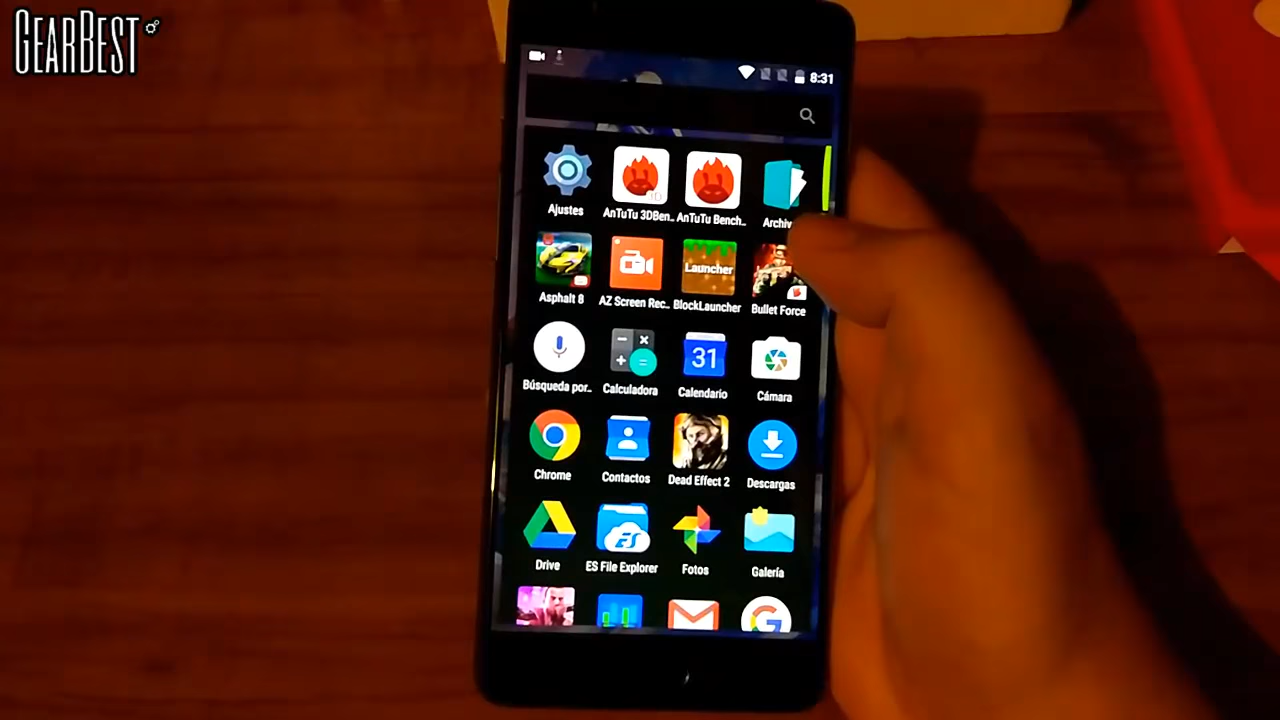 GEARBEST
8:31
Ajustes
AnTuTu 3DBen..
AnTuTu Bench..
Archiv
Asphalt 8
AZ Screen Rec..
Launcher
BlockLauncher
Bullet Force
Búsqueda por..
Calculadora
31
Calendario
Cámara
Chrome
Contactos
Dead Effect 2
Descargas
Drive
ES
ES File Explorer
Fotos
Galería